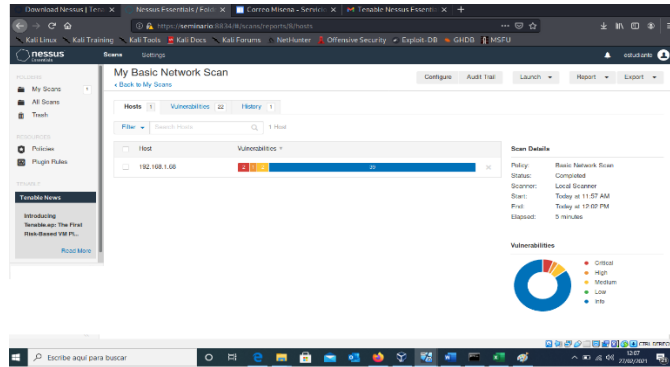 Download Nessus | Tena ×
Nessus Essentials / Fold ×
Correo Misena - Servicio ×
Tenable Nessus Essentia ×
https://seminario:8834/#/scans/reports/8/hosts
Kali Linux
Kali Training
Kali Tools
Kali Docs
Kali Forums
NetHunter
Offensive Security
Exploit-DB
GHDB
MSFU
nessus
Essentials
Scans
Settings
estudiante
FOLDERS
My Scans 1
All Scans
Trash
RESOURCES
Policies
Plugin Rules
TENABLE
Tenable News
Introducing
Tenable.ep: The First
Risk-Based VM Pl...
Read More
My Basic Network Scan
< Back to My Scans
Configure
Audit Trail
Launch
Report
Export
Hosts 1
Vulnerabilities 22
History 1
Filter
Search Hosts
1 Host
Host
Vulnerabilities
192.168.1.66
39
Scan Details
Policy: Basic Network Scan
Status: Completed
Scanner: Local Scanner
Start: Today at 11:57 AM
End: Today at 12:02 PM
Elapsed: 5 minutes
Vulnerabilities
Critical
High
Medium
Low
Info
CTRL DERECHO
Escribe aquí para buscar
12:07
27/02/2021